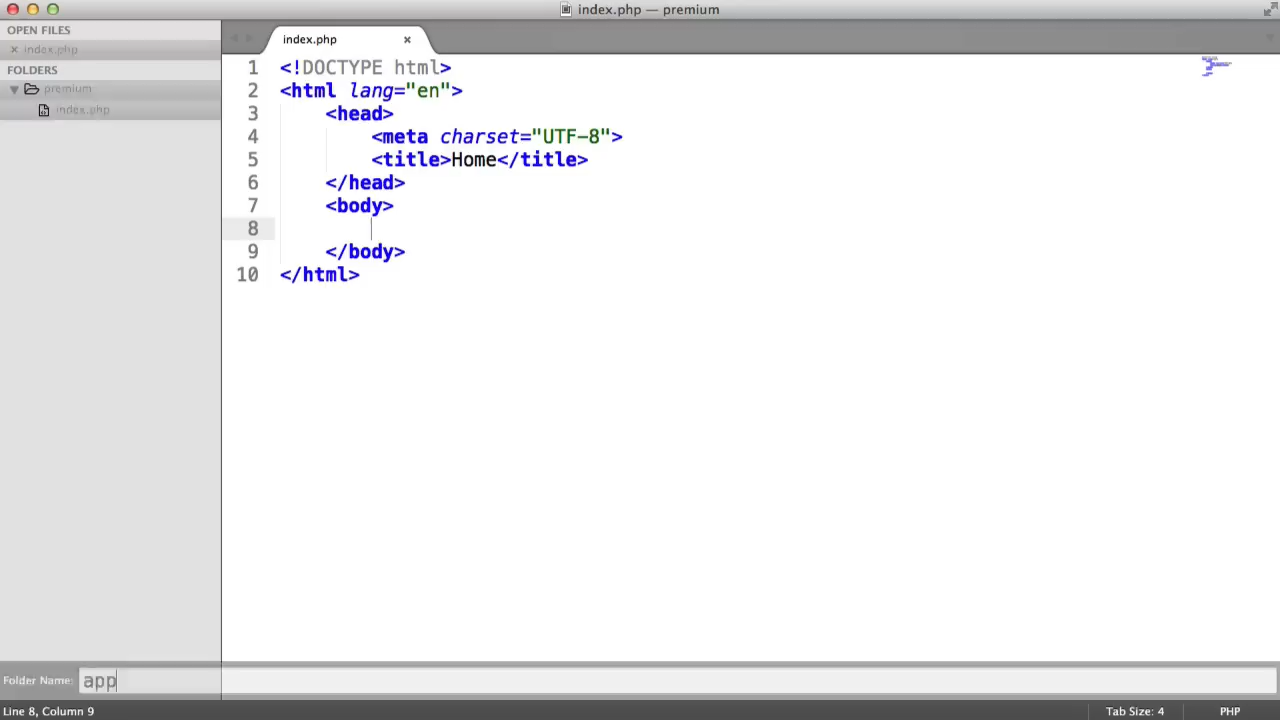 index.php — premium
OPEN FILES
index.php
FOLDERS
premium
index.php
index.php
1 <!DOCTYPE html>
2 <html lang="en">
3 <head>
4 <meta charset="UTF-8">
5 <title>Home</title>
6 </head>
7 <body>
8
9 </body>
10 </html>
Folder Name: app
Line 8, Column 9
Tab Size: 4
PHP